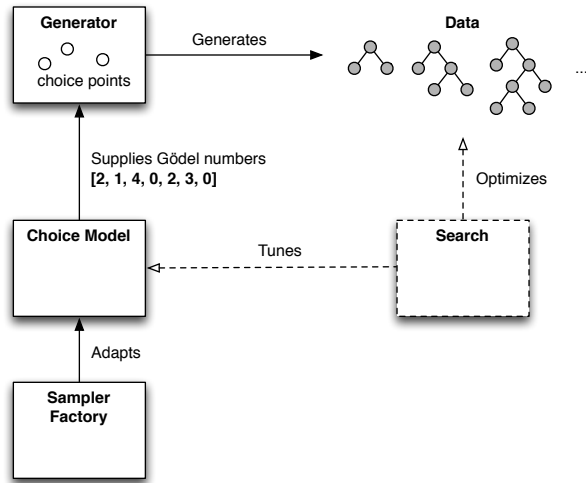 Generator
choice points
Generates
Data
...
Supplies Gödel numbers
[2, 1, 4, 0, 2, 3, 0]
Optimizes
Choice Model
Tunes
Search
Adapts
Sampler
Factory